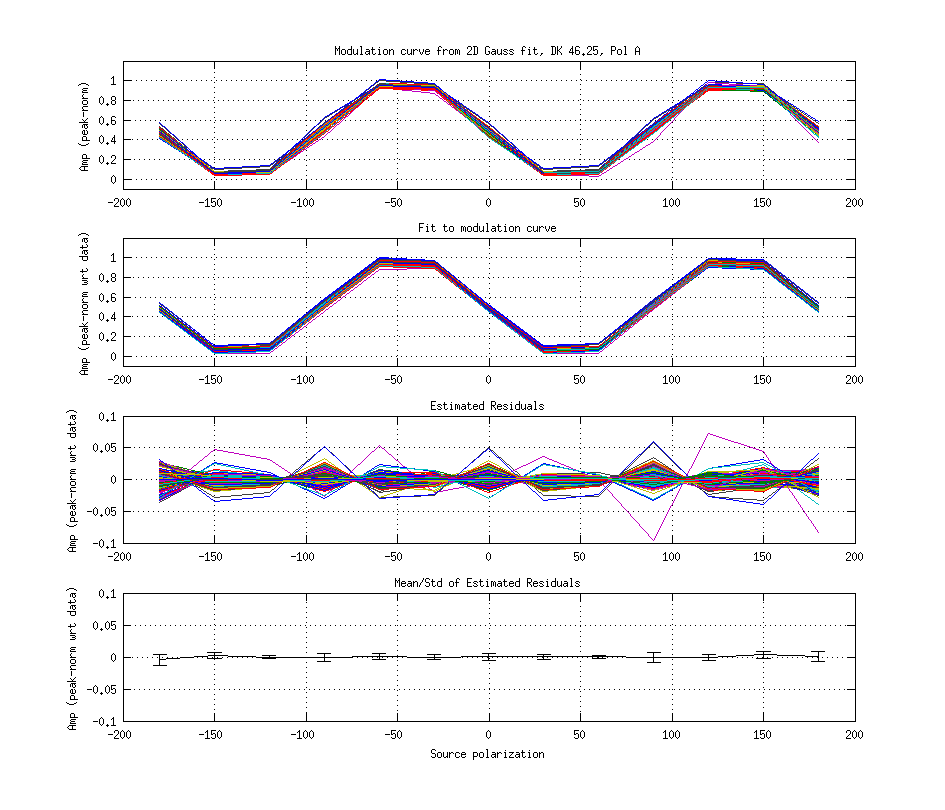 Modulation curve from 2D Gauss fit, DK 46.25, Pol A
Amp (peak-norm)
1
0.8
0.6
0.4
0.2
0
-200 -150 -100 -50 0 50 100 150 200
Fit to modulation curve
Amp (peak-norm wrt data)
1
0.8
0.6
0.4
0.2
0
-200 -150 -100 -50 0 50 100 150 200
Estimated Residuals
Amp (peak-norm wrt data)
0.1
0.05
0
-0.05
-0.1
-200 -150 -100 -50 0 50 100 150 200
Mean/Std of Estimated Residuals
Amp (peak-norm wrt data)
0.1
0.05
0
-0.05
-0.1
-200 -150 -100 -50 0 50 100 150 200
Source polarization